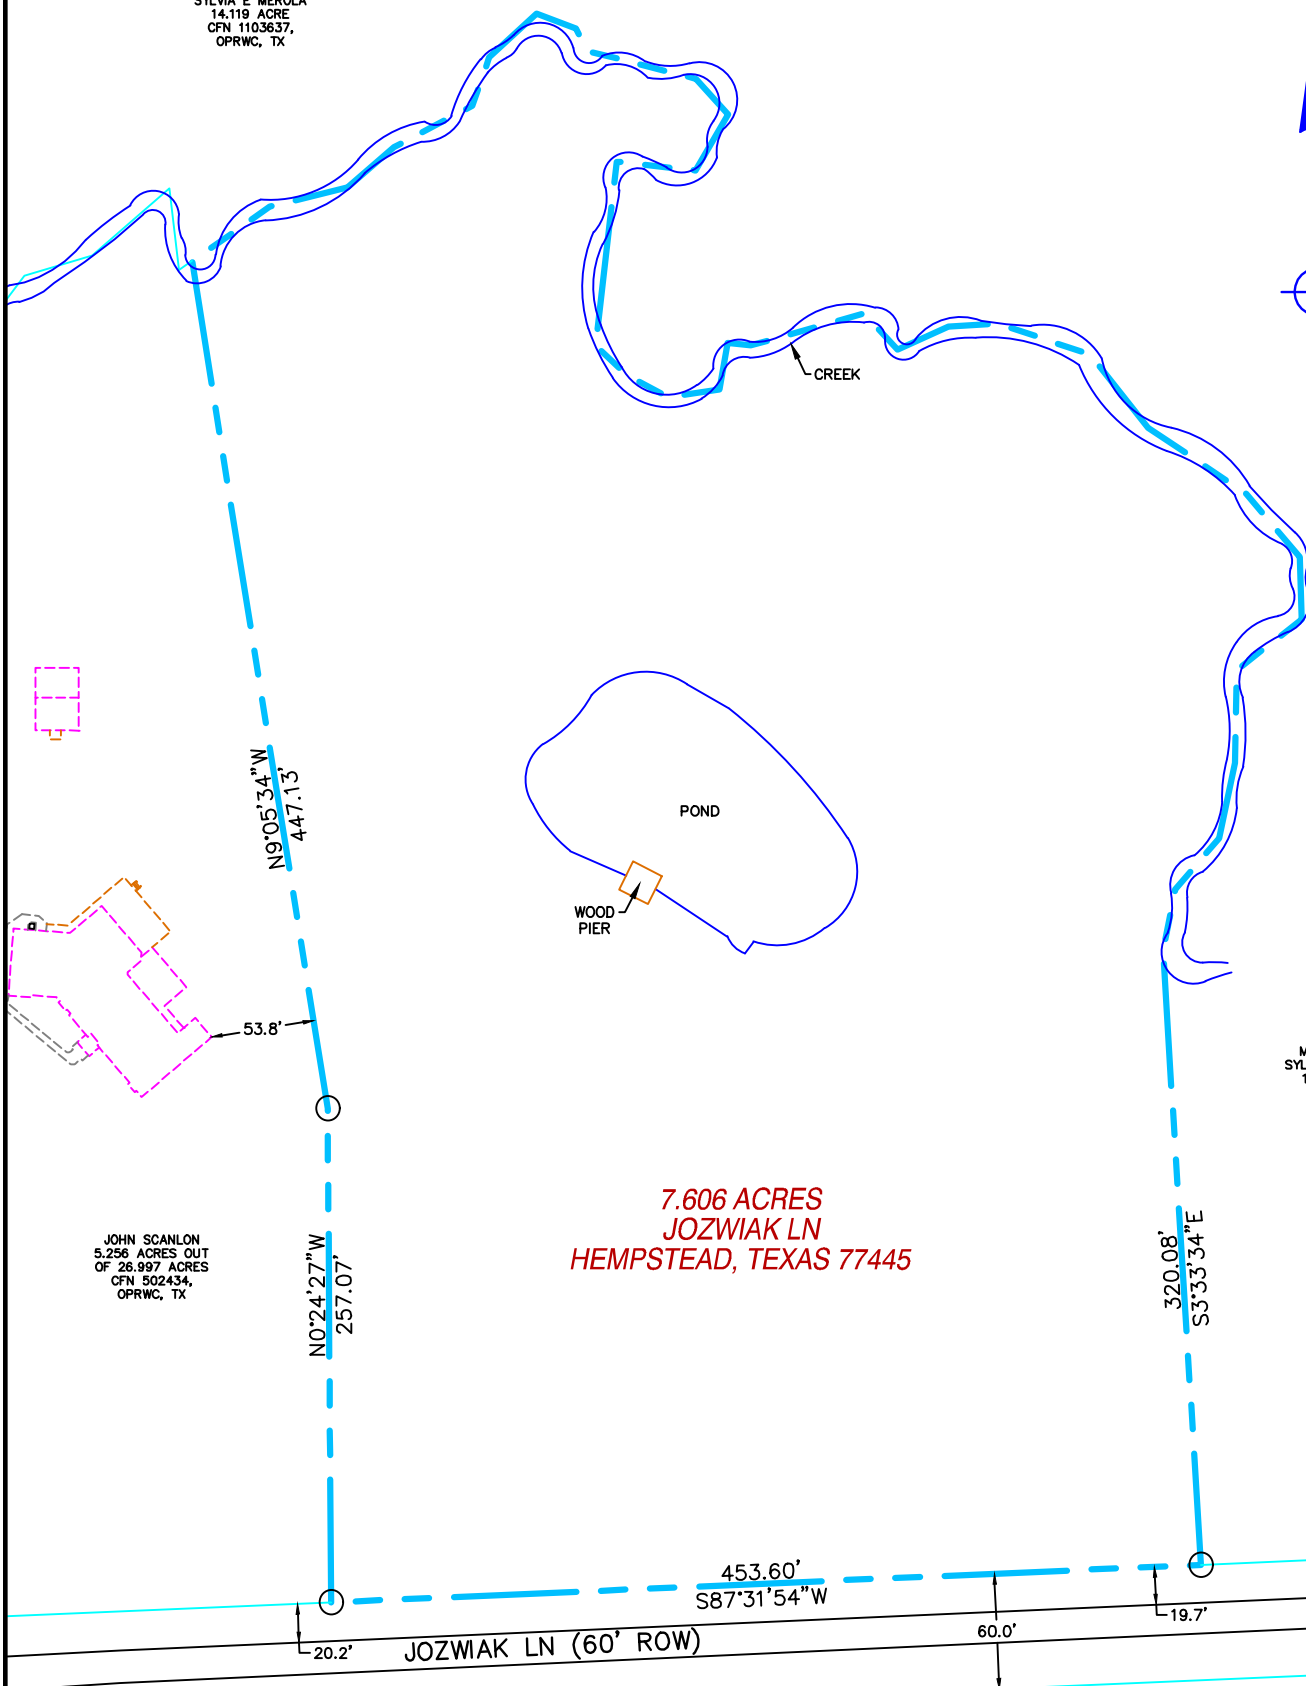 SYLVIA E MEROLA
14.119 ACRE
CFN 1103637,
OPRWC, TX
CREEK
N9°05'34"W
447.13'
POND
WOOD
PIER
53.8'
SYL
7.606 ACRES
JOZWIAK LN
HEMPSTEAD, TEXAS 77445
JOHN SCANLON
5.256 ACRES OUT
OF 26.997 ACRES
CFN 502434,
OPRWC, TX
N0°24'27"W
257.07'
320.08'
S3°33'34"E
453.60'
S87°31'54"W
19.7'
60.0'
20.2'
JOZWIAK LN (60' ROW)